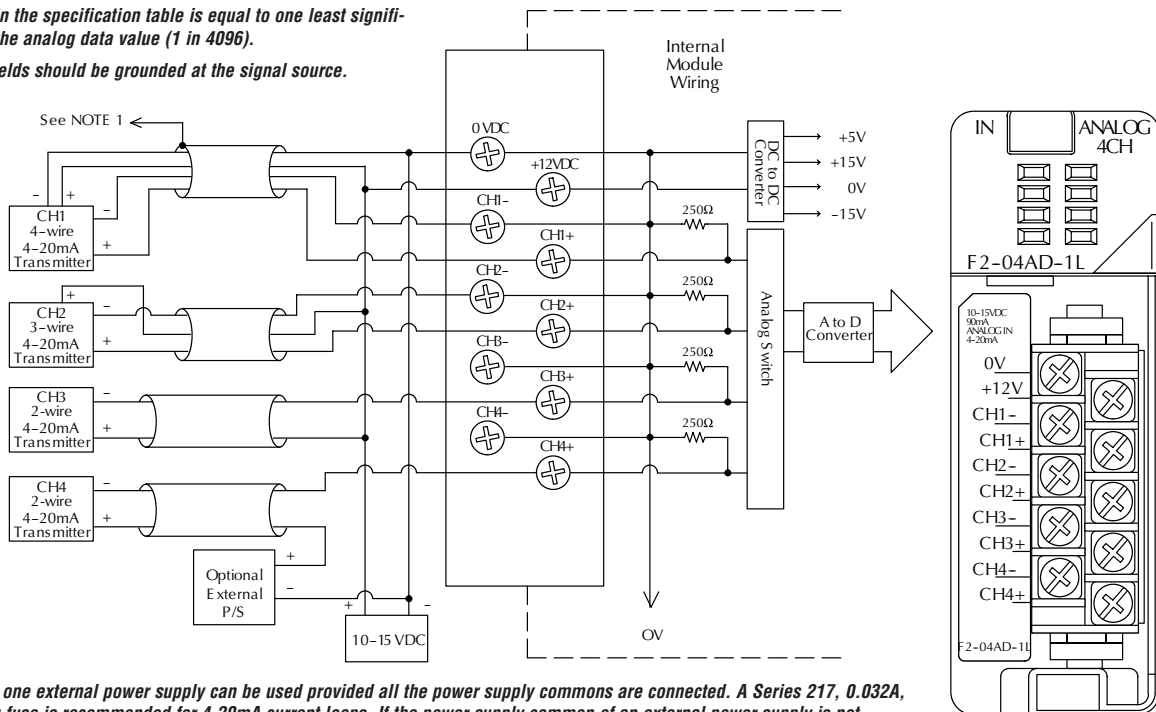 in the specification table is equal to one least signifi-
he analog data value (1 in 4096).
elds should be grounded at the signal source.
Internal
Module
Wiring
See NOTE 1
0 VDC
+12VDC
CH1-
CH1+
CH2-
CH2+
CH3-
CH3+
CH4-
CH4+
- +
CH1
4-wire
4-20mA
Transmitter
-
+
+
CH2
3-wire
4-20mA
Transmitter
-
+
CH3
2-wire
4-20mA
Transmitter
-
+
CH4
2-wire
4-20mA
Transmitter
-
+
Optional
External
P/S
+
-
+ -
10-15 VDC
250Ω
250Ω
250Ω
250Ω
DC to DC
Converter
+5V
+15V
0V
-15V
Analog Switch
A to D
Converter
OV
IN
ANALOG
4CH
F2-04AD-1L
10-15VDC
90mA
ANALOG IN
4-20mA
0V
+12V
CH1-
CH1+
CH2-
CH2+
CH3-
CH3+
CH4-
CH4+
F2-04AD-1L
one external power supply can be used provided all the power supply commons are connected. A Series 217, 0.032A,
fuse is recommended for 4-20mA current loops. If the power supply common of an external power supply is not